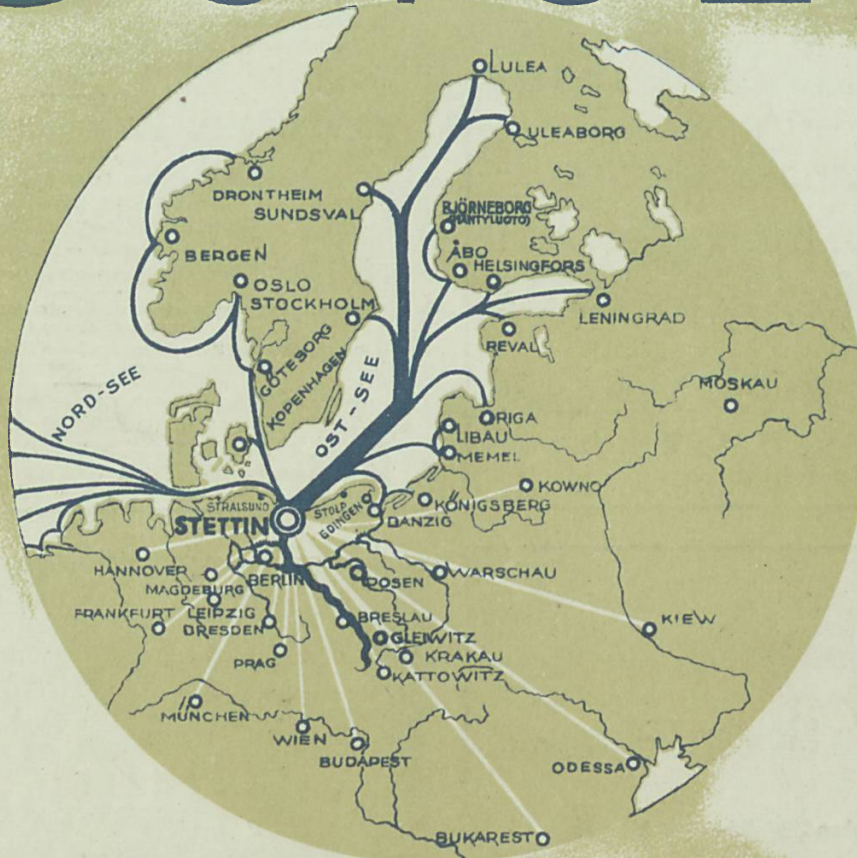 LULEA
ULEABORG
DRONTHEIM
SUNDSVAL
BJÖRNEBORG
(MÄNTYLUOTO)
BERGEN
ÅBO
HELSINGFORS
OSLO
STOCKHOLM
LENINGRAD
GÖTEBORG
REVAL
KOPENHAGEN
NORD-SEE
OST-SEE
MOSKAU
RIGA
LIBAU
MEMEL
KOWNO
STRALSUND
STOLP
KÖNIGSBERG
STETTIN
GDINGEN
DANZIG
HANNOVER
BERLIN
POSEN
WARSCHAU
MAGDEBURG
FRANKFURT
LEIPZIG
BRESLAU
KIEW
DRESDEN
GLEIWITZ
PRAG
KRAKAU
KATTOWITZ
MÜNCHEN
WIEN
BUDAPEST
ODESSA
BUKAREST